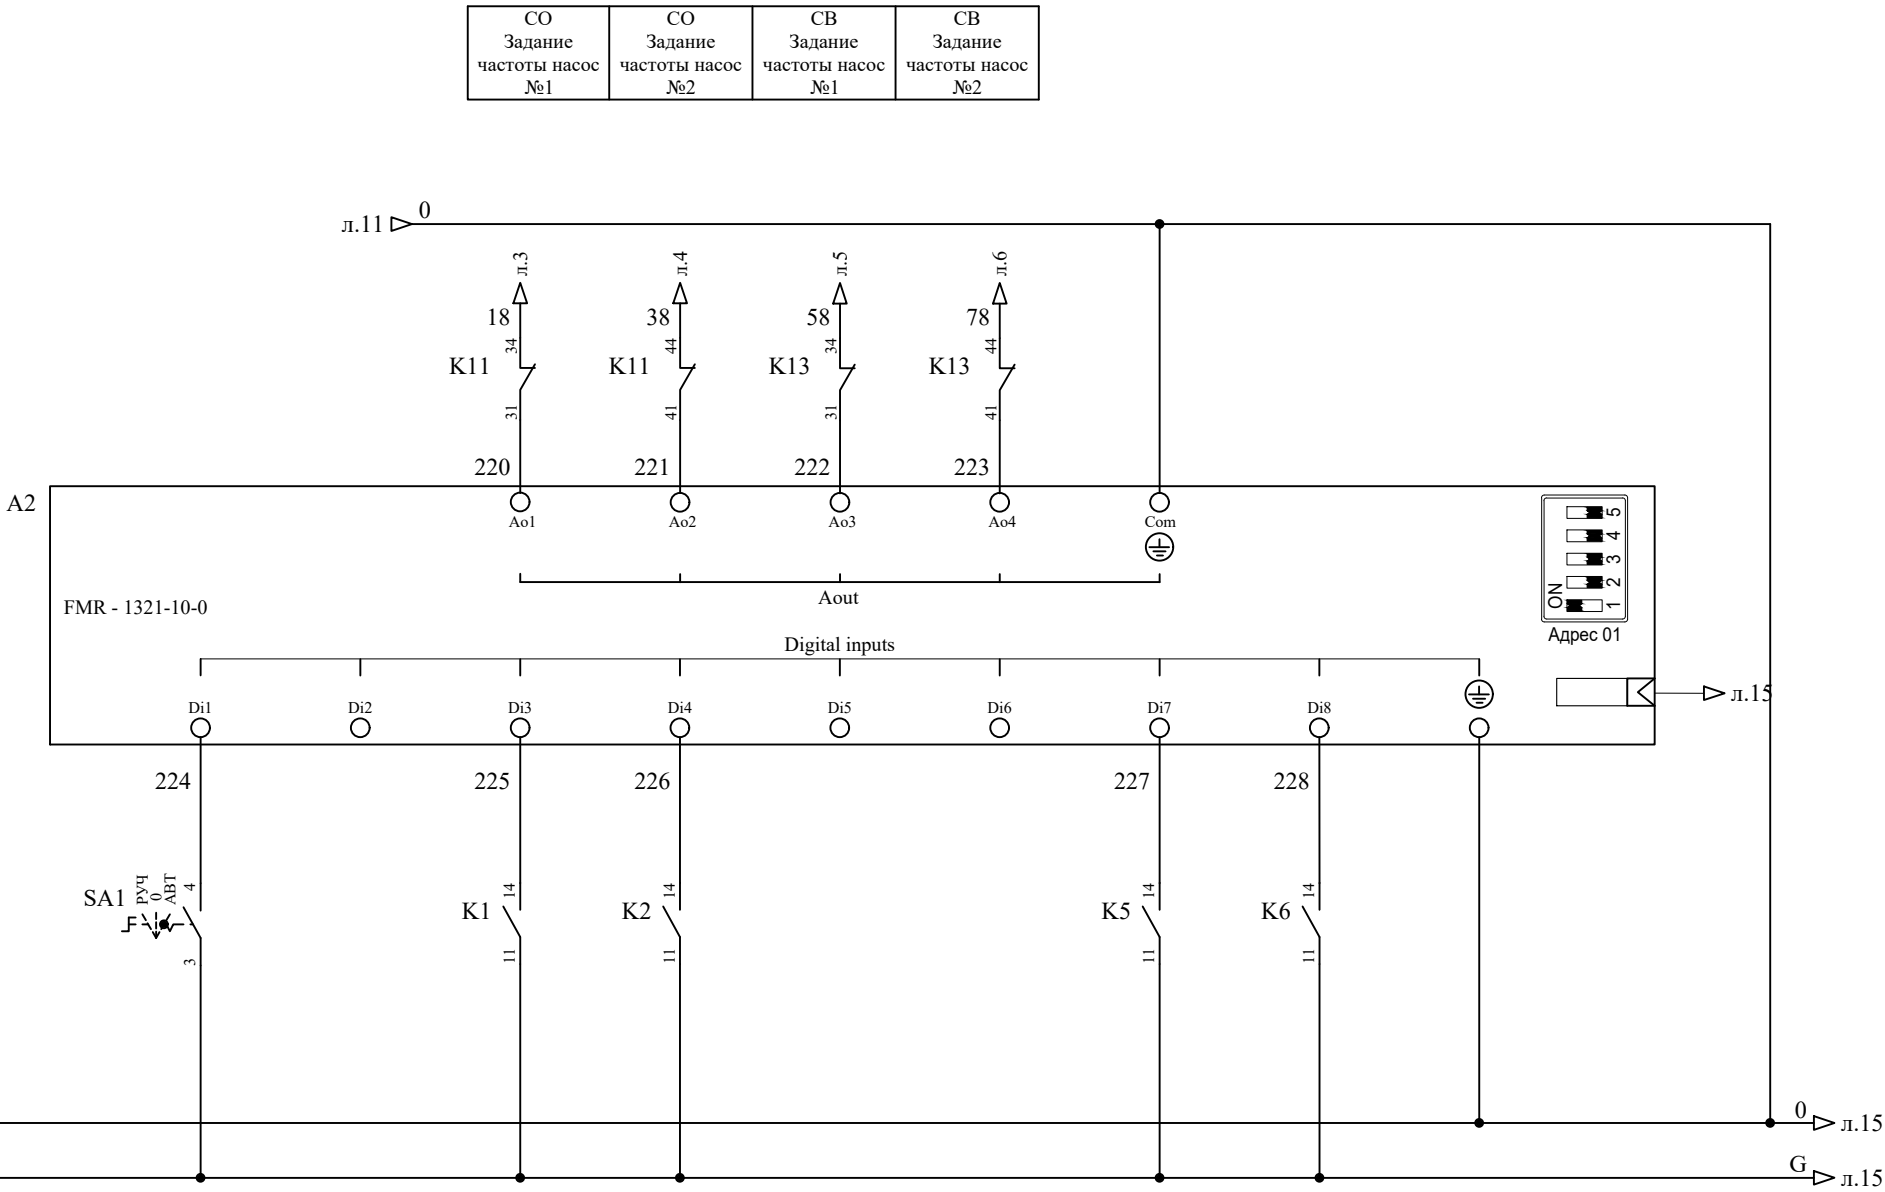 СО
Задание
частоты насос
№1
СО
Задание
частоты насос
№2
СВ
Задание
частоты насос
№1
СВ
Задание
частоты насос
№2
л.11 0
л.3 л.4 л.5 л.6
18 38 58 78
34 44 34 44
K11 K11 K13 K13
31 41 31 41
220 221 222 223
A2
Ao1 Ao2 Ao3 Ao4 Com
Aout
FMR - 1321-10-0
5
4
3
2
1
ON
Адрес 01
Digital inputs
л.15
Di1 Di2 Di3 Di4 Di5 Di6 Di7 Di8
224 225 226 227 228
РУЧ
0
АВТ
4 14 14 14 14
SA1 K1 K2 K5 K6
3 11 11 11 11
0 л.15
G л.15